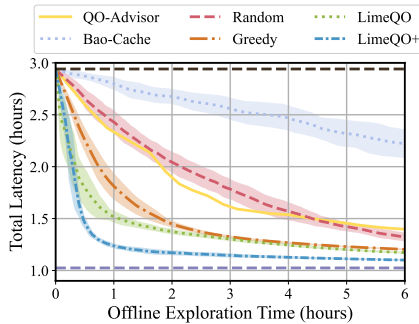 QO-Advisor Random LimeQO
Bao-Cache Greedy LimeQO+
3.0
2.5
2.0
1.5
1.0
Total Latency (hours)
0 1 2 3 4 5 6
Offline Exploration Time (hours)